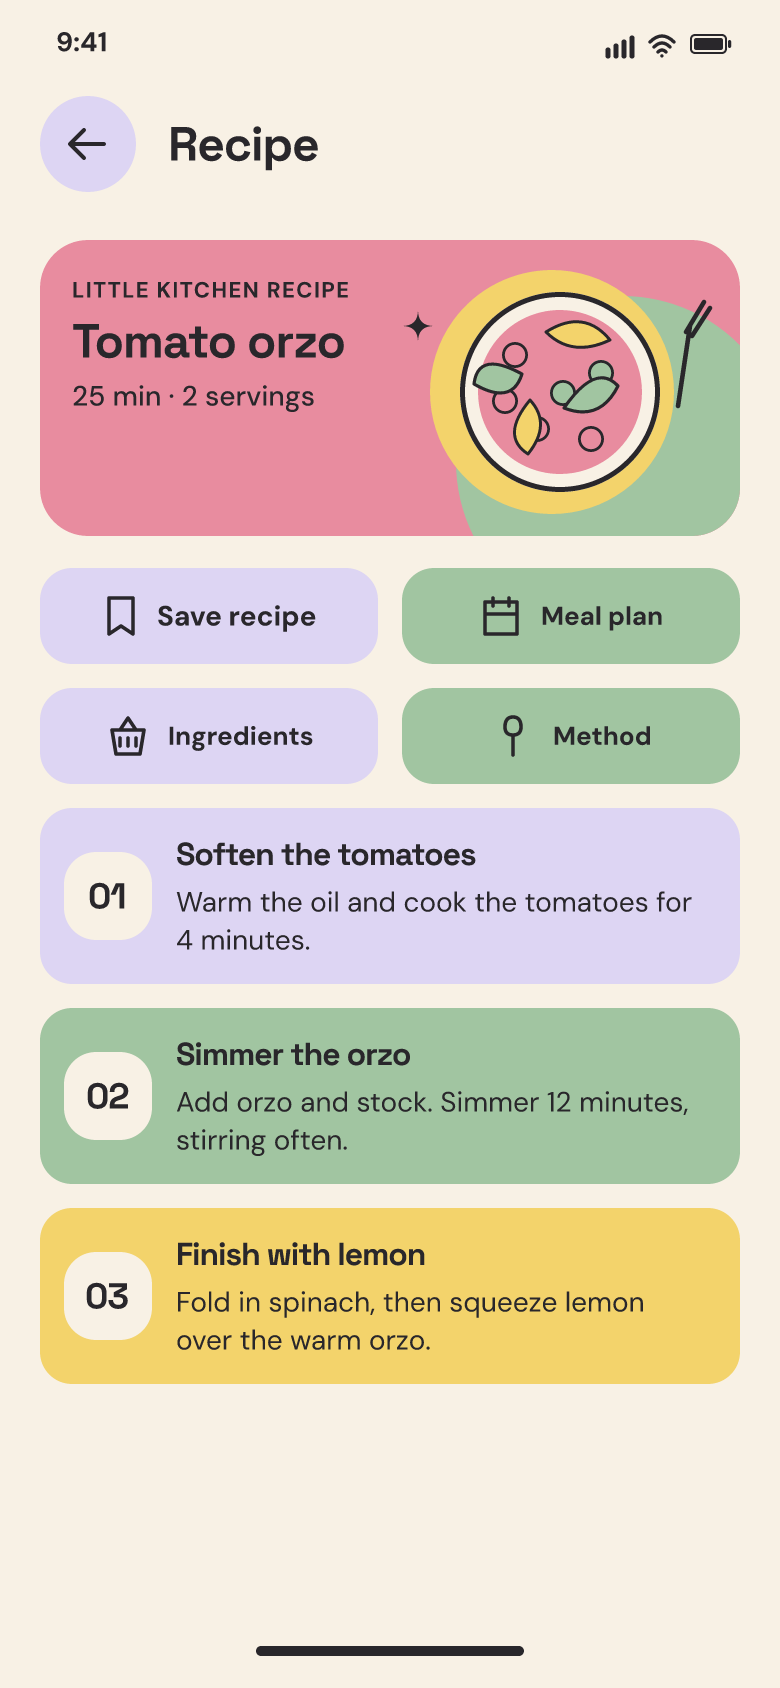 9:41
Recipe
LITTLE KITCHEN RECIPE
Tomato orzo
25 min · 2 servings
Save recipe
Meal plan
Ingredients
Method
01
Soften the tomatoes
Warm the oil and cook the tomatoes for
4 minutes.
02
Simmer the orzo
Add orzo and stock. Simmer 12 minutes,
stirring often.
03
Finish with lemon
Fold in spinach, then squeeze lemon
over the warm orzo.